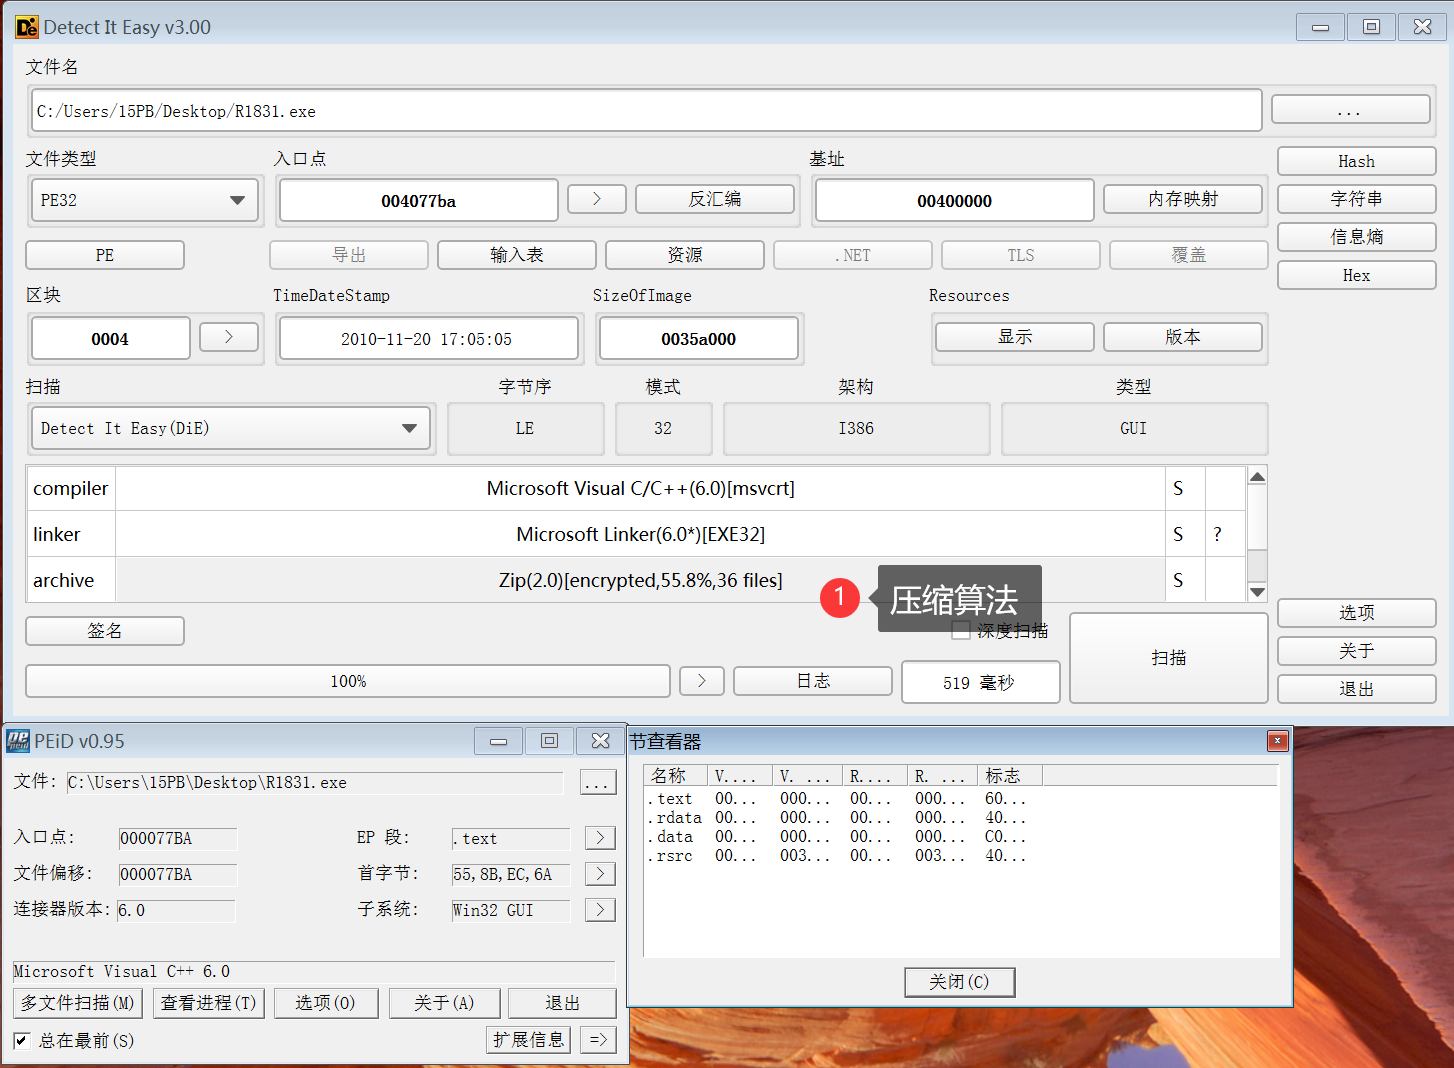 Detect It Easy v3.00
文件名
C:/Users/15PB/Desktop/R1831.exe
...
文件类型
入口点
基址
Hash
PE32
004077ba
>
反汇编
00400000
内存映射
字符串
信息熵
PE
导出
输入表
资源
.NET
TLS
覆盖
Hex
区块
TimeDateStamp
SizeOfImage
Resources
0004
>
2010-11-20 17:05:05
0035a000
显示
版本
扫描
字节序
模式
架构
类型
Detect It Easy(DiE)
LE
32
I386
GUI
compiler Microsoft Visual C/C++(6.0)[msvcrt] S
linker Microsoft Linker(6.0*)[EXE32] S ?
archive Zip(2.0)[encrypted,55.8%,36 files] S
1
压缩算法
签名
深度扫描
扫描
选项
关于
退出
100%
>
日志
519 毫秒
PEiD v0.95
文件: C:\Users\15PB\Desktop\R1831.exe
...
入口点: 000077BA
EP 段: .text >
文件偏移: 000077BA
首字节: 55,8B,EC,6A >
连接器版本: 6.0
子系统: Win32 GUI >
Microsoft Visual C++ 6.0
多文件扫描(M)
查看进程(T)
选项(O)
关于(A)
退出
总在最前(S)
扩展信息
=>
节查看器
名称 V.... V. ... R.... R. ... 标志
.text 00... 000... 00... 000... 60...
.rdata 00... 000... 00... 000... 40...
.data 00... 000... 00... 000... C0...
.rsrc 00... 003... 00... 003... 40...
关闭(C)